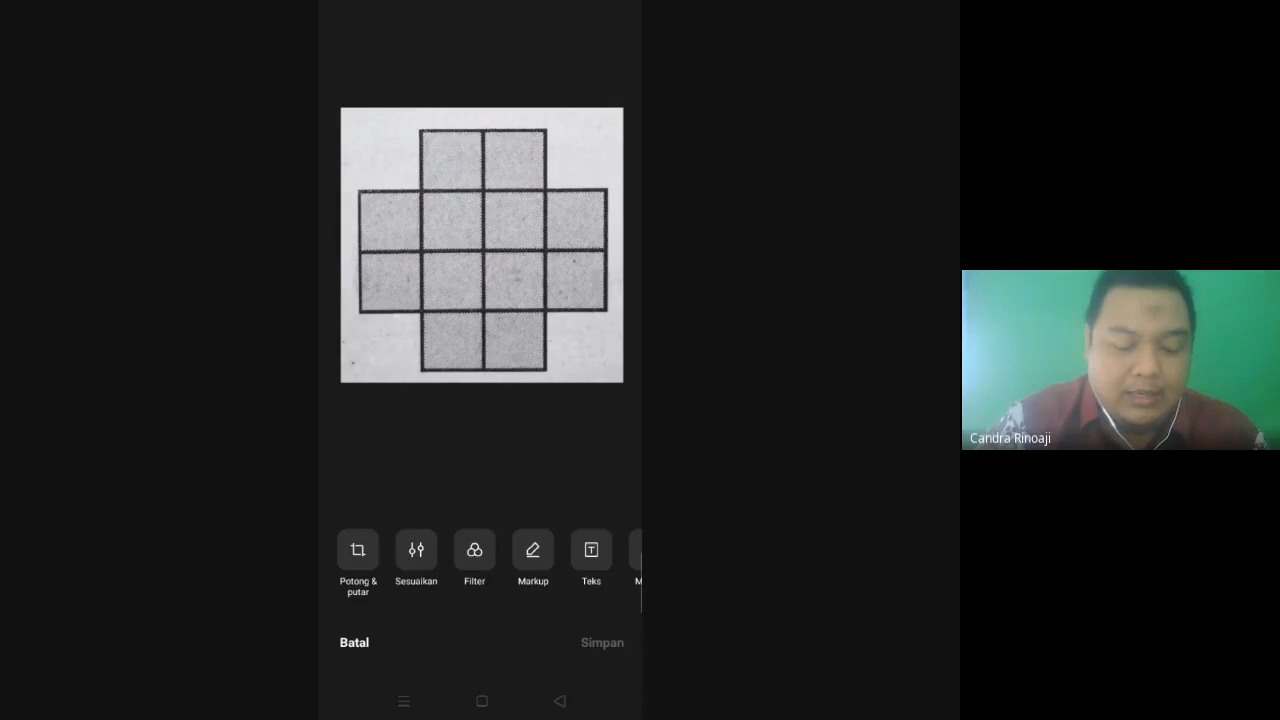 Candra Rinoaji
Potong &
putar
Sesuaikan
Filter
Markup
Teks
M
Batal
Simpan